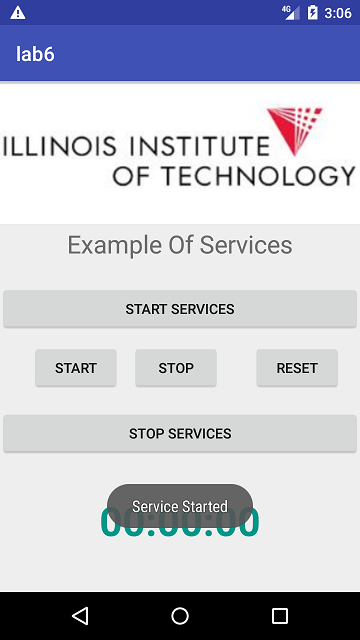 4G 3:06
lab6
ILLINOIS INSTITUTE
OF TECHNOLOGY
Example Of Services
START SERVICES
START STOP RESET
STOP SERVICES
Service Started
00:00:00